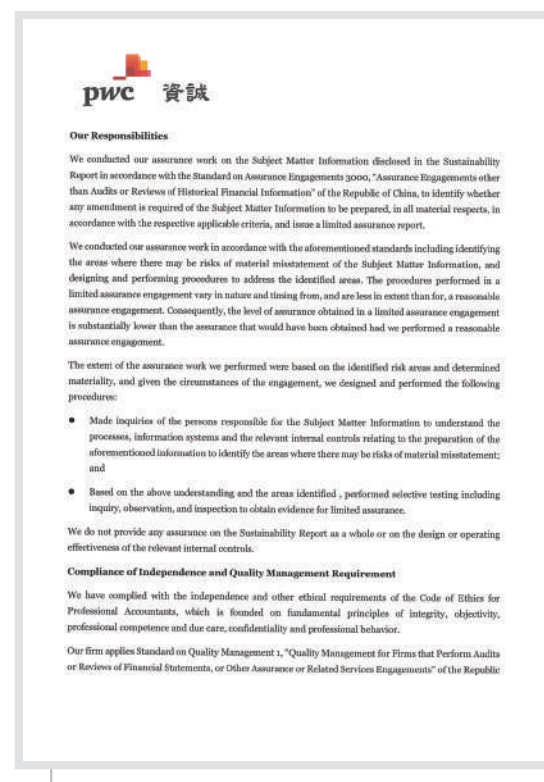 pwc 資誠
Our Responsibilities
We conducted our assurance work on the Subject Matter Information disclosed in the Sustainability
Report in accordance with the Standard on Assurance Engagements 3000, "Assurance Engagements other
than Audits or Reviews of Historical Financial Information" of the Republic of China, to identify whether
any amendment is required of the Subject Matter Information to be prepared, in all material respects, in
accordance with the respective applicable criteria, and issue a limited assurance report.
We conducted our assurance work in accordance with the aforementioned standards including identifying
the areas where there may be risks of material misstatement of the Subject Matter Information, and
designing and performing procedures to address the identified areas. The procedures performed in a
limited assurance engagement vary in nature and timing from, and are less in extent than for, a reasonable
assurance engagement. Consequently, the level of assurance obtained in a limited assurance engagement
is substantially lower than the assurance that would have been obtained had we performed a reasonable
assurance engagement.
The extent of the assurance work we performed were based on the identified risk areas and determined
materiality, and given the circumstances of the engagement, we designed and performed the following
procedures:
● Made inquiries of the persons responsible for the Subject Matter Information to understand the
processes, information systems and the relevant internal controls relating to the preparation of the
aforementioned information to identify the areas where there may be risks of material misstatement;
and
● Based on the above understanding and the areas identified , performed selective testing including
inquiry, observation, and inspection to obtain evidence for limited assurance.
We do not provide any assurance on the Sustainability Report as a whole or on the design or operating
effectiveness of the relevant internal controls.
Compliance of Independence and Quality Management Requirement
We have complied with the independence and other ethical requirements of the Code of Ethics for
Professional Accountants, which is founded on fundamental principles of integrity, objectivity,
professional competence and due care, confidentiality and professional behavior.
Our firm applies Standard on Quality Management 1, "Quality Management for Firms that Perform Audits
or Reviews of Financial Statements, or Other Assurance or Related Services Engagements" of the Republic